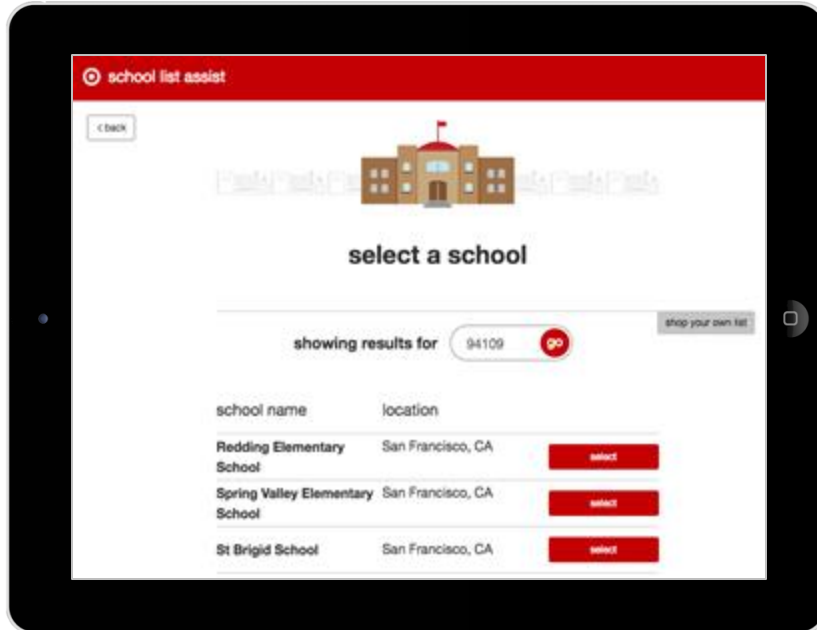 school list assist
< back
select a school
shop your own list
showing results for 94109 go
school name location
Redding Elementary School San Francisco, CA select
Spring Valley Elementary School San Francisco, CA select
St Brigid School San Francisco, CA select